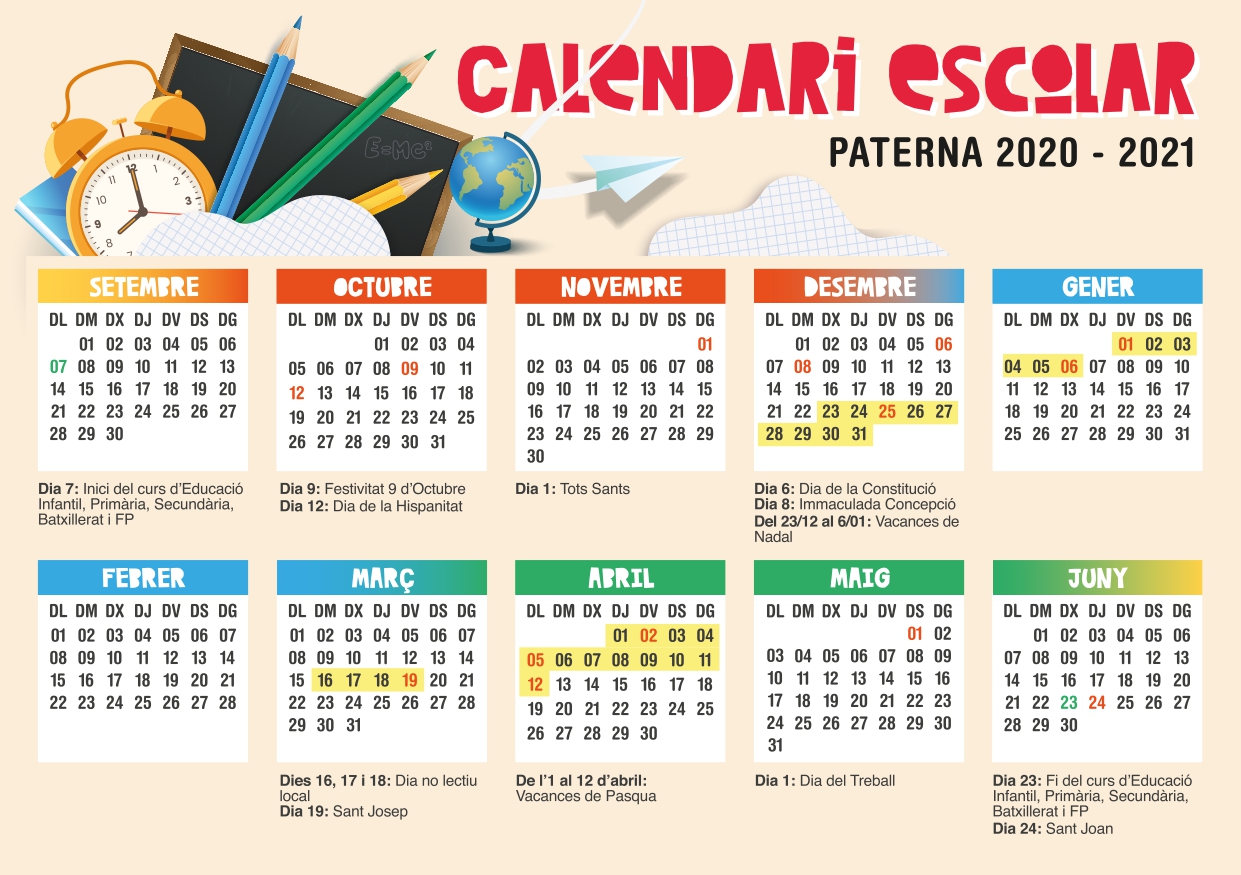 CALENDARI ESCOLAR
PATERNA 2020 - 2021
E=Mc²
11 12 1
10 2
9 3
8 4
SETEMBRE
DL DM DX DJ DV DS DG
01 02 03 04 05 06
07 08 09 10 11 12 13
14 15 16 17 18 19 20
21 22 23 24 25 26 27
28 29 30
Dia 7: Inici del curs d'Educació
Infantil, Primària, Secundària,
Batxillerat i FP
OCTUBRE
DL DM DX DJ DV DS DG
01 02 03 04
05 06 07 08 09 10 11
12 13 14 15 16 17 18
19 20 21 22 23 24 25
26 27 28 29 30 31
Dia 9: Festivitat 9 d'Octubre
Dia 12: Dia de la Hispanitat
NOVEMBRE
DL DM DX DJ DV DS DG
01
02 03 04 05 06 07 08
09 10 11 12 13 14 15
16 17 18 19 20 21 22
23 24 25 26 27 28 29
30
Dia 1: Tots Sants
DESEMBRE
DL DM DX DJ DV DS DG
01 02 03 04 05 06
07 08 09 10 11 12 13
14 15 16 17 18 19 20
21 22 23 24 25 26 27
28 29 30 31
Dia 6: Dia de la Constitució
Dia 8: Immaculada Concepció
Del 23/12 al 6/01: Vacances de
Nadal
GENER
DL DM DX DJ DV DS DG
01 02 03
04 05 06 07 08 09 10
11 12 13 14 15 16 17
18 19 20 21 22 23 24
25 26 27 28 29 30 31
FEBRER
DL DM DX DJ DV DS DG
01 02 03 04 05 06 07
08 09 10 11 12 13 14
15 16 17 18 19 20 21
22 23 24 25 26 27 28
MARÇ
DL DM DX DJ DV DS DG
01 02 03 04 05 06 07
08 09 10 11 12 13 14
15 16 17 18 19 20 21
22 23 24 25 26 27 28
29 30 31
Dies 16, 17 i 18: Dia no lectiu
local
Dia 19: Sant Josep
ABRIL
DL DM DX DJ DV DS DG
01 02 03 04
05 06 07 08 09 10 11
12 13 14 15 16 17 18
19 20 21 22 23 24 25
26 27 28 29 30
De l'1 al 12 d'abril:
Vacances de Pasqua
MAIG
DL DM DX DJ DV DS DG
01 02
03 04 05 06 07 08 09
10 11 12 13 14 15 16
17 18 19 20 21 22 23
24 25 26 27 28 29 30
31
Dia 1: Dia del Treball
JUNY
DL DM DX DJ DV DS DG
01 02 03 04 05 06
07 08 09 10 11 12 13
14 15 16 17 18 19 20
21 22 23 24 25 26 27
28 29 30
Dia 23: Fi del curs d'Educació
Infantil, Primària, Secundària,
Batxillerat i FP
Dia 24: Sant Joan